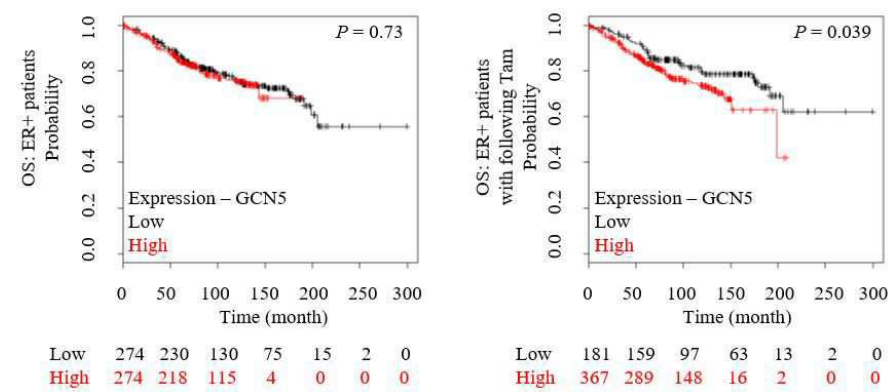 OS: ER+ patients
Probability
1.0
0.8
0.6
0.4
0.2
0.0
P = 0.73
Expression – GCN5
Low
High
0 50 100 150 200 250 300
Time (month)
Low 274 230 130 75 15 2 0
High 274 218 115 4 0 0 0
OS: ER+ patients
with following Tam
Probability
1.0
0.8
0.6
0.4
0.2
0.0
P = 0.039
Expression – GCN5
Low
High
0 50 100 150 200 250 300
Time (month)
Low 181 159 97 63 13 2 0
High 367 289 148 16 2 0 0